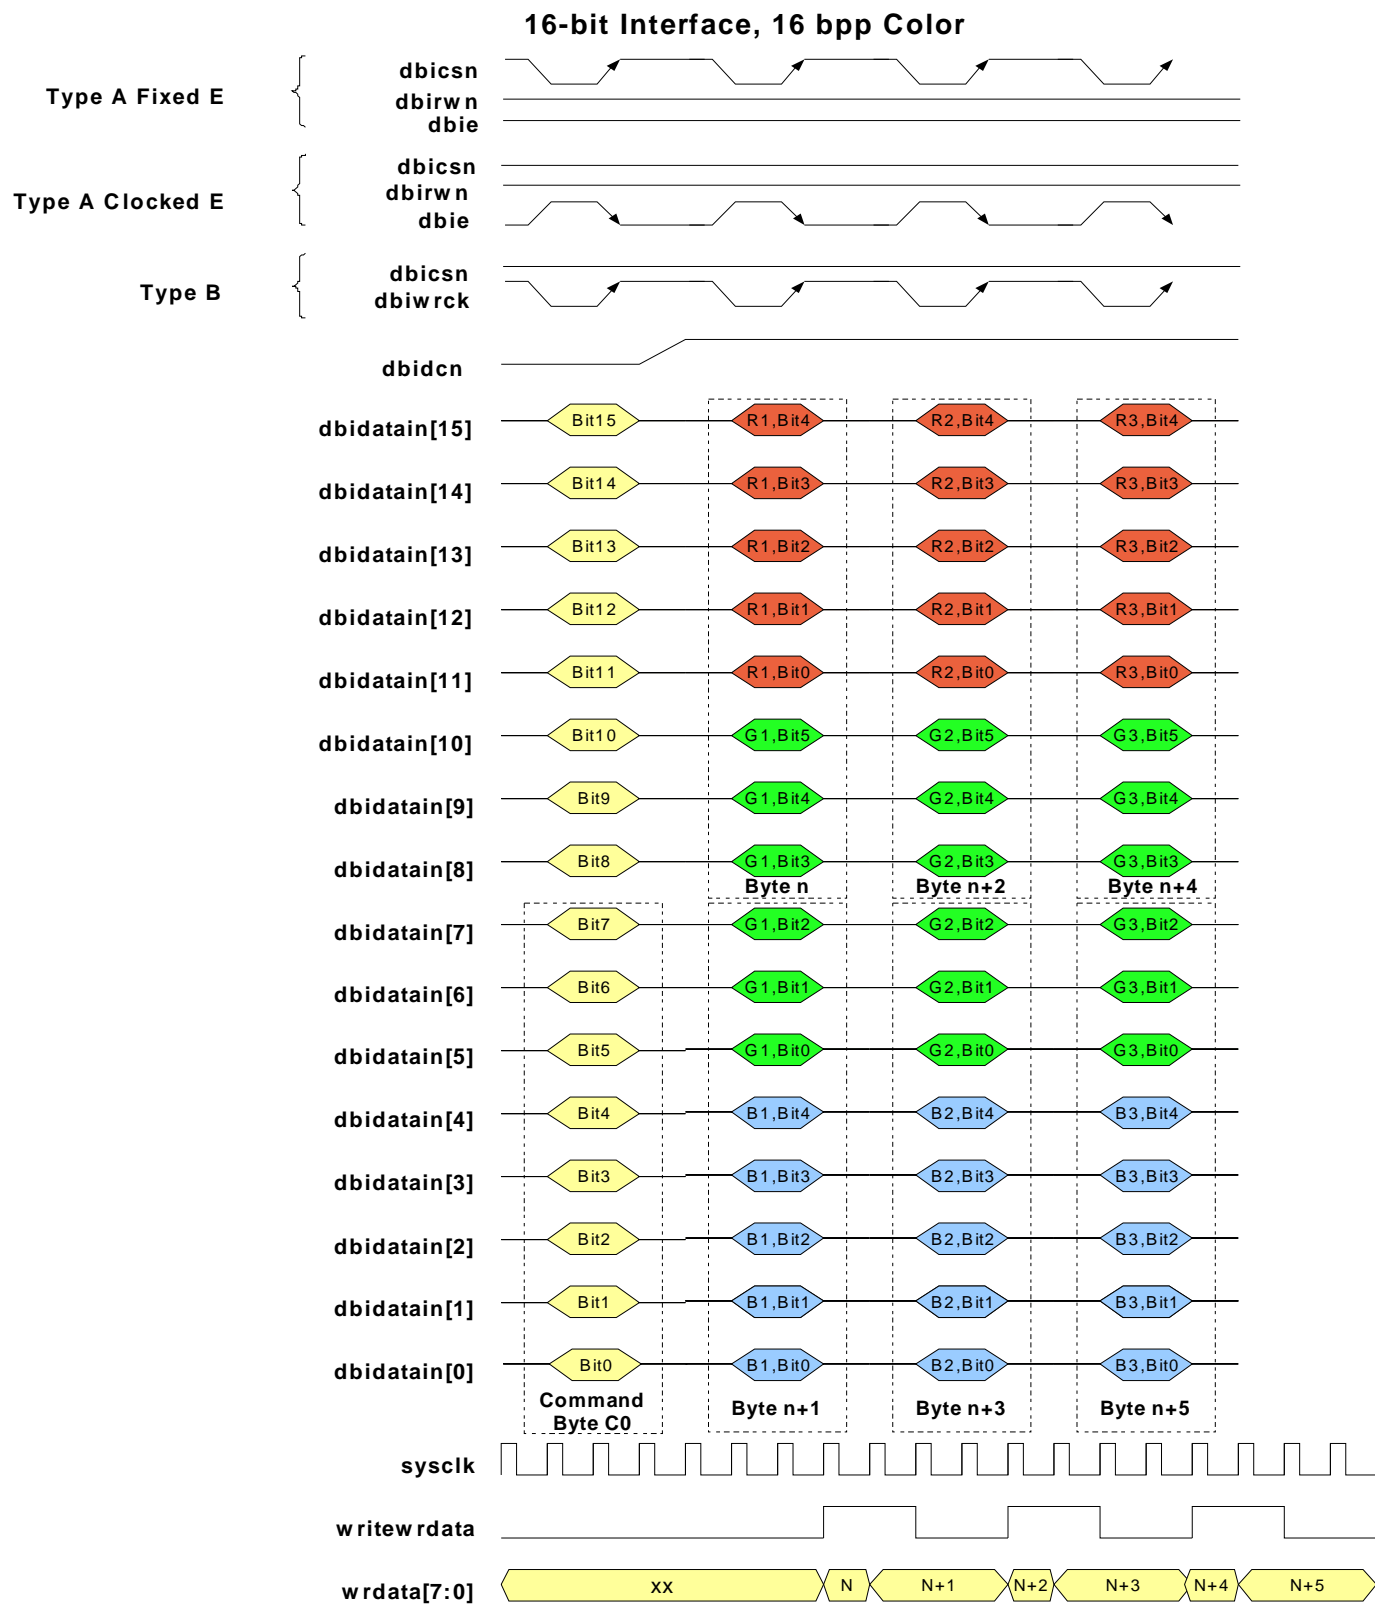 16-bit Interface, 16 bpp Color
Type A Fixed E
dbicsn
dbirwn
dbie
Type A Clocked E
dbicsn
dbirwn
dbie
Type B
dbicsn
dbiwrck
dbidcn
dbidatain[15] Bit15 R1,Bit4 R2,Bit4 R3,Bit4
dbidatain[14] Bit14 R1,Bit3 R2,Bit3 R3,Bit3
dbidatain[13] Bit13 R1,Bit2 R2,Bit2 R3,Bit2
dbidatain[12] Bit12 R1,Bit1 R2,Bit1 R3,Bit1
dbidatain[11] Bit11 R1,Bit0 R2,Bit0 R3,Bit0
dbidatain[10] Bit10 G1,Bit5 G2,Bit5 G3,Bit5
dbidatain[9] Bit9 G1,Bit4 G2,Bit4 G3,Bit4
dbidatain[8] Bit8 G1,Bit3 G2,Bit3 G3,Bit3
Byte n Byte n+2 Byte n+4
dbidatain[7] Bit7 G1,Bit2 G2,Bit2 G3,Bit2
dbidatain[6] Bit6 G1,Bit1 G2,Bit1 G3,Bit1
dbidatain[5] Bit5 G1,Bit0 G2,Bit0 G3,Bit0
dbidatain[4] Bit4 B1,Bit4 B2,Bit4 B3,Bit4
dbidatain[3] Bit3 B1,Bit3 B2,Bit3 B3,Bit3
dbidatain[2] Bit2 B1,Bit2 B2,Bit2 B3,Bit2
dbidatain[1] Bit1 B1,Bit1 B2,Bit1 B3,Bit1
dbidatain[0] Bit0 B1,Bit0 B2,Bit0 B3,Bit0
Command
Byte C0
Byte n+1 Byte n+3 Byte n+5
sysclk
writewrdata
wrdata[7:0] xx N N+1 N+2 N+3 N+4 N+5